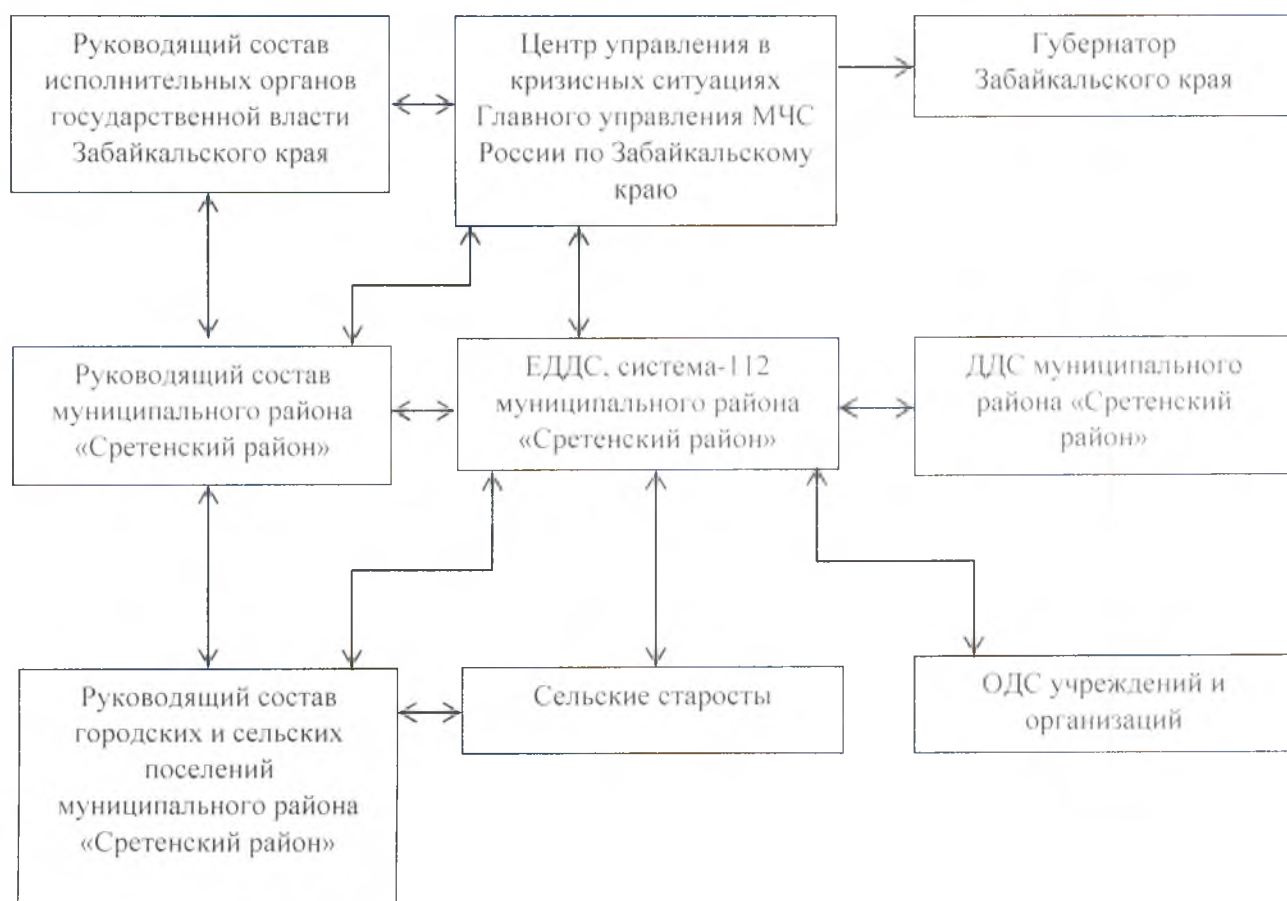 Руководящий состав
исполнительных органов
государственной власти
Забайкальского края
Центр управления в
кризисных ситуациях
Главного управления МЧС
России по Забайкальскому
краю
Губернатор
Забайкальского края
Руководящий состав
муниципального района
«Сретенский район»
ЕДДС, система-112
муниципального района
«Сретенский район»
ДДС муниципального
района «Сретенский
район»
Руководящий состав
городских и сельских
поселений
муниципального района
«Сретенский район»
Сельские старосты
ОДС учреждений и
организаций